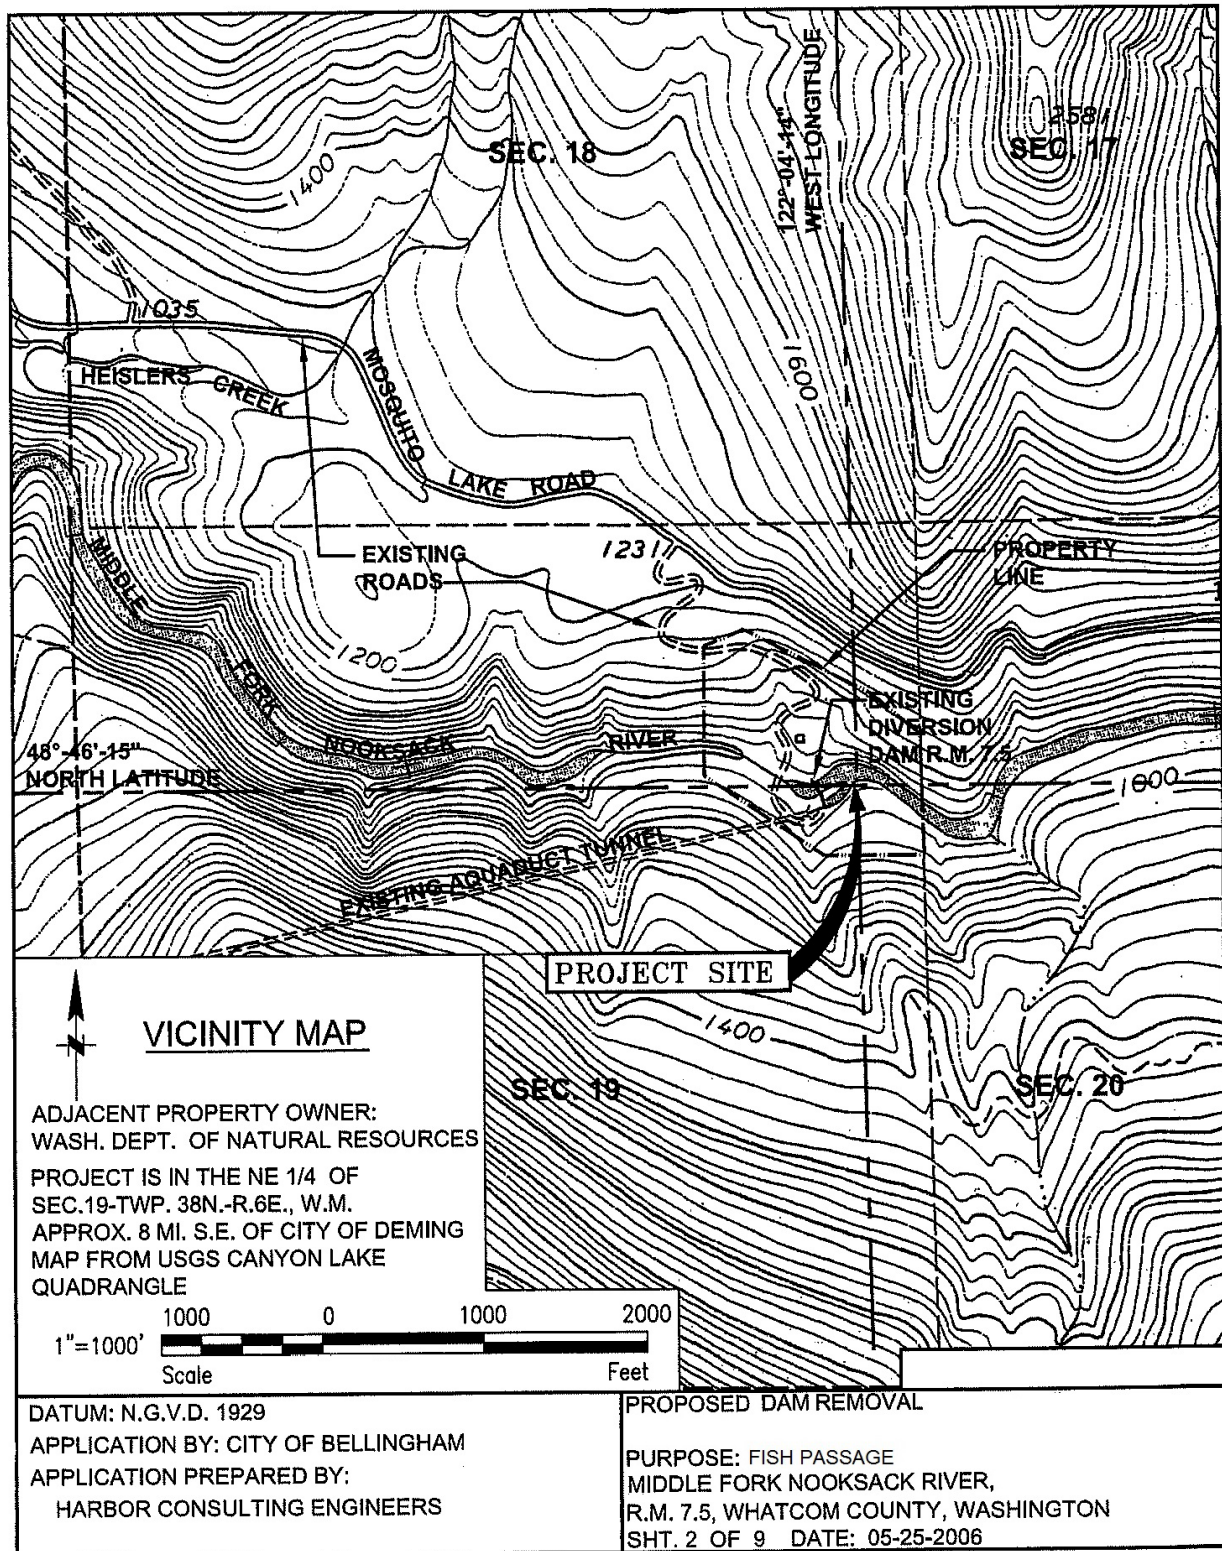 2581
SEC. 18
SEC. 17
1400
122°-04'-14"
WEST LONGITUDE
1035
1600
HEISLERS CREEK
MOSQUITO LAKE ROAD
EXISTING
ROADS
1231
PROPERTY
LINE
1200
MIDDLE FORK NOOKSACK RIVER
EXISTING
DIVERSION
DAM R.M. 7.5
48°-46'-15"
NORTH LATITUDE
1000
EXISTING AQUADUCT TUNNEL
PROJECT SITE
1400
SEC. 19
SEC. 20
N
VICINITY MAP
ADJACENT PROPERTY OWNER:
WASH. DEPT. OF NATURAL RESOURCES
PROJECT IS IN THE NE 1/4 OF
SEC.19-TWP. 38N.-R.6E., W.M.
APPROX. 8 MI. S.E. OF CITY OF DEMING
MAP FROM USGS CANYON LAKE
QUADRANGLE
1000 0 1000 2000
1"=1000'
Scale Feet
DATUM: N.G.V.D. 1929
APPLICATION BY: CITY OF BELLINGHAM
APPLICATION PREPARED BY:
HARBOR CONSULTING ENGINEERS
PROPOSED DAM REMOVAL
PURPOSE: FISH PASSAGE
MIDDLE FORK NOOKSACK RIVER,
R.M. 7.5, WHATCOM COUNTY, WASHINGTON
SHT. 2 OF 9 DATE: 05-25-2006